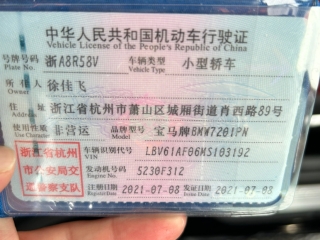 中华人民共和国机动车行驶证
Vehicle License of the People's Republic of China
号牌号码 浙A8R58V 车辆类型 小型轿车
Plate No. Vehicle Type
所有人 徐佳飞
Owner
住址 浙江省杭州市萧山区城厢街道肖西路89号
使用性质 非营运 品牌型号 宝马牌BMW7201PN
浙江省杭州市公安局交通警察支队
车辆识别代号 LBV61AF06MS103192
VIN
发动机号码 5230F312
Engine No.
注册日期 2021-07-08 发证日期 2021-07-08